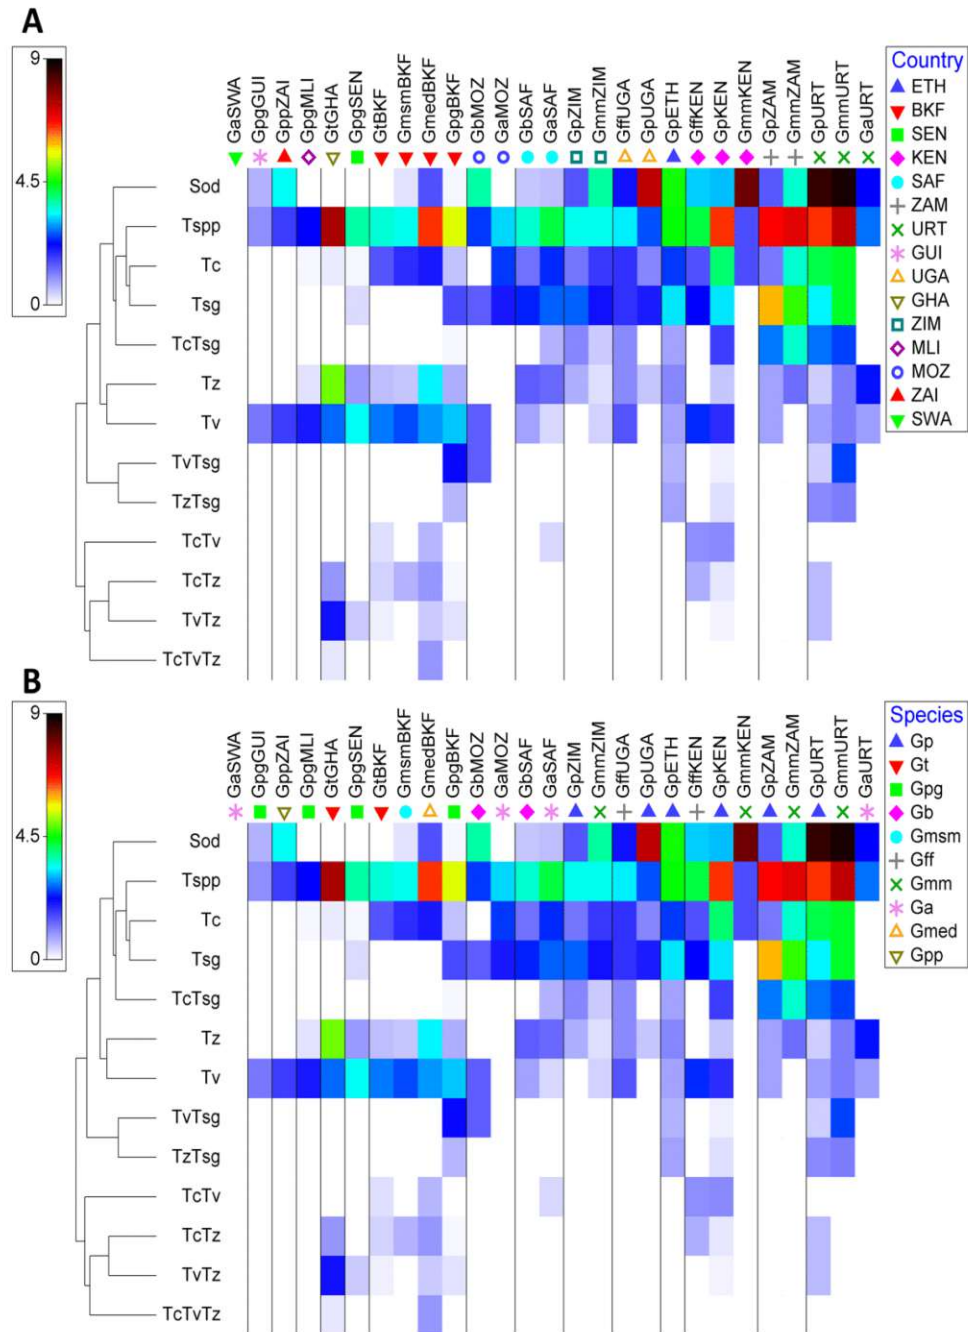 A
9
4.5
0
GaSWA
GpgGUI
GppZAI
GpgMLI
GtGHA
GpgSEN
GtBKF
GmsmBKF
GmedBKF
GpgBKF
GbMOZ
GaMOZ
GbSAF
GaSAF
GpZIM
GmmZIM
GffUGA
GpUGA
GpETH
GffKEN
GpKEN
GmmKEN
GpZAM
GmmZAM
GpURT
GmmURT
GaURT
Country
ETH
BKF
SEN
KEN
SAF
ZAM
URT
GUI
UGA
GHA
ZIM
MLI
MOZ
ZAI
SWA
Sod
Tspp
Tc
Tsg
TcTsg
Tz
Tv
TvTsg
TzTsg
TcTv
TcTz
TvTz
TcTvTz
B
9
4.5
0
GaSWA
GpgGUI
GppZAI
GpgMLI
GtGHA
GpgSEN
GtBKF
GmsmBKF
GmedBKF
GpgBKF
GbMOZ
GaMOZ
GbSAF
GaSAF
GpZIM
GmmZIM
GffUGA
GpUGA
GpETH
GffKEN
GpKEN
GmmKEN
GpZAM
GmmZAM
GpURT
GmmURT
GaURT
Species
Gp
Gt
Gpg
Gb
Gmsm
Gff
Gmm
Ga
Gmed
Gpp
Sod
Tspp
Tc
Tsg
TcTsg
Tz
Tv
TvTsg
TzTsg
TcTv
TcTz
TvTz
TcTvTz